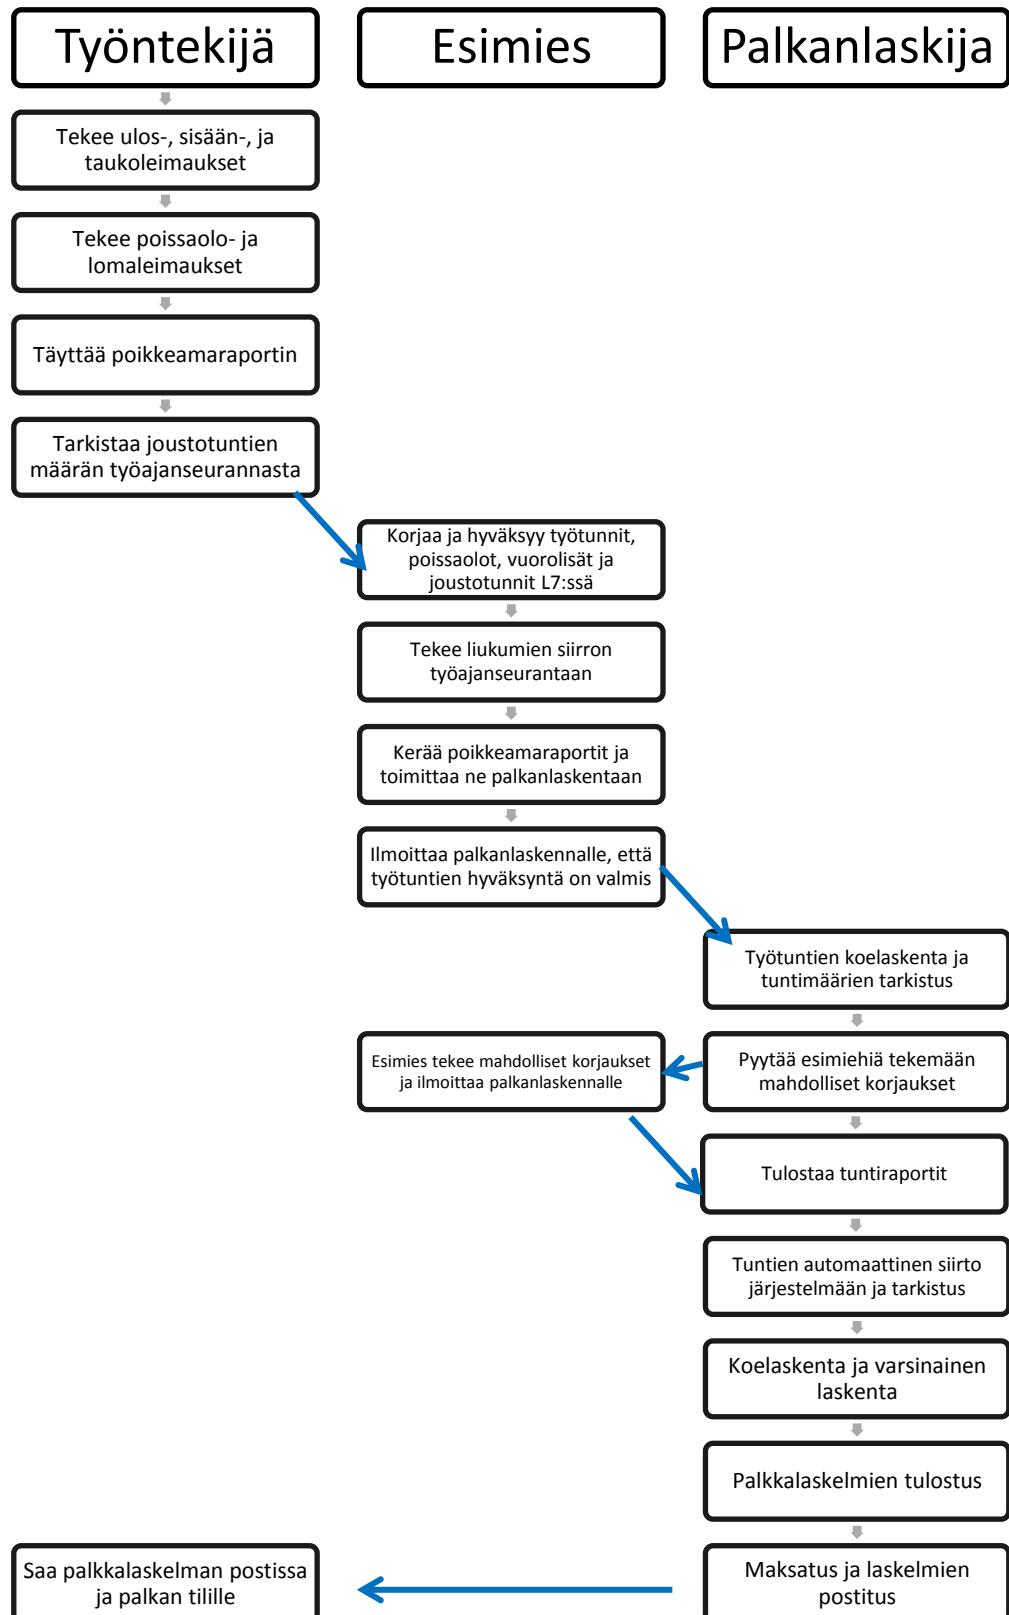 Työntekijä
Esimies
Palkanlaskija
Tekee ulos-, sisään-, ja
taukoleimaukset
Tekee poissaolo- ja
lomaleimaukset
Täyttää poikkeamaraportin
Tarkistaa joustotuntien
määrän työajanseurannasta
Korjaa ja hyväksyy työtunnit,
poissaolot, vuorolisät ja
joustotunnit L7:ssä
Tekee liukumien siirron
työajanseurantaan
Kerää poikkeamaraportit ja
toimittaa ne palkanlaskentaan
Ilmoittaa palkanlaskennalle, että
työtuntien hyväksyntä on valmis
Työtuntien koelaskenta ja
tuntimäärien tarkistus
Pyytää esimiehiä tekemään
mahdolliset korjaukset
Esimies tekee mahdolliset korjaukset
ja ilmoittaa palkanlaskennalle
Tulostaa tuntiraportit
Tuntien automaattinen siirto
järjestelmään ja tarkistus
Koelaskenta ja varsinainen
laskenta
Palkkalaskelmien tulostus
Maksatus ja laskelmien
postitus
Saa palkkalaskelman postissa
ja palkan tilille